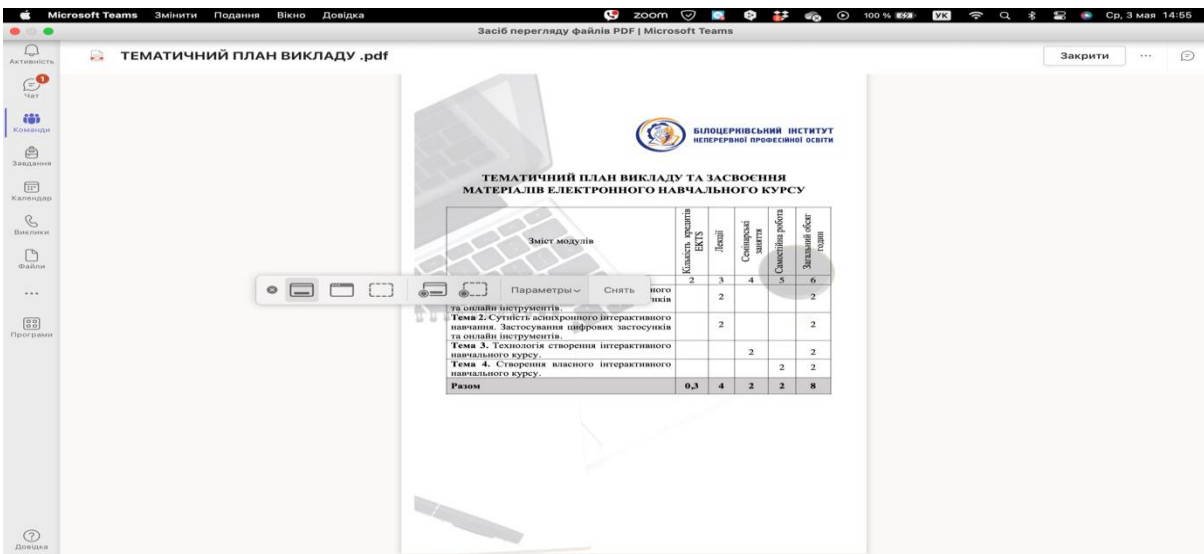 Microsoft Teams Змінити Подання Вікно Довідка zoom 100 % УК Ср, 3 мая 14:55
Засіб перегляду файлів PDF | Microsoft Teams
ТЕМАТИЧНИЙ ПЛАН ВИКЛАДУ .pdf
Закрити
Активність
1
Чат
Команди
Завдання
Календар
Виклики
Файли
Програми
Довідка
БІЛОЦЕРКІВСЬКИЙ ІНСТИТУТ
НЕПЕРЕРВНОЇ ПРОФЕСІЙНОЇ ОСВІТИ
ТЕМАТИЧНИЙ ПЛАН ВИКЛАДУ ТА ЗАСВОЄННЯ
МАТЕРІАЛІВ ЕЛЕКТРОННОГО НАВЧАЛЬНОГО КУРСУ
Зміст модулів
Кількість кредитів
EKTS
Лекції
Семінарські
заняття
Самостійна робота
Загальний обсяг
годин
2 3 4 5 6
Параметры Снять
2 2
та онлайн інструментів.
Тема 2. Сутність асинхронного інтерактивного
навчання. Застосування цифрових застосунків
та онлайн інструментів.
2 2
Тема 3. Технологія створення інтерактивного
навчального курсу.
2 2
Тема 4. Створення власного інтерактивного
навчального курсу.
2 2
Разом 0,3 4 2 2 8